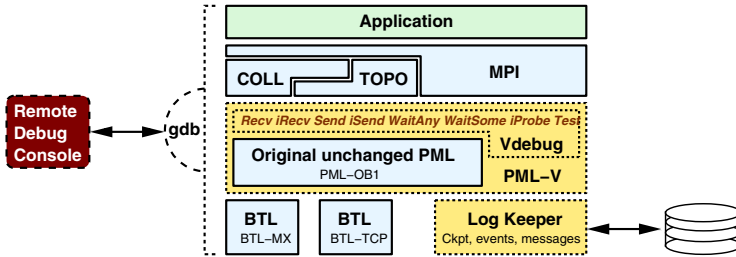 Application
COLL
TOPO
MPI
Remote
Debug
Console
gdb
Recv iRecv Send iSend WaitAny WaitSome iProbe Test
Vdebug
Original unchanged PML
PML-OB1
PML-V
BTL
BTL-MX
BTL
BTL-TCP
Log Keeper
Ckpt, events, messages